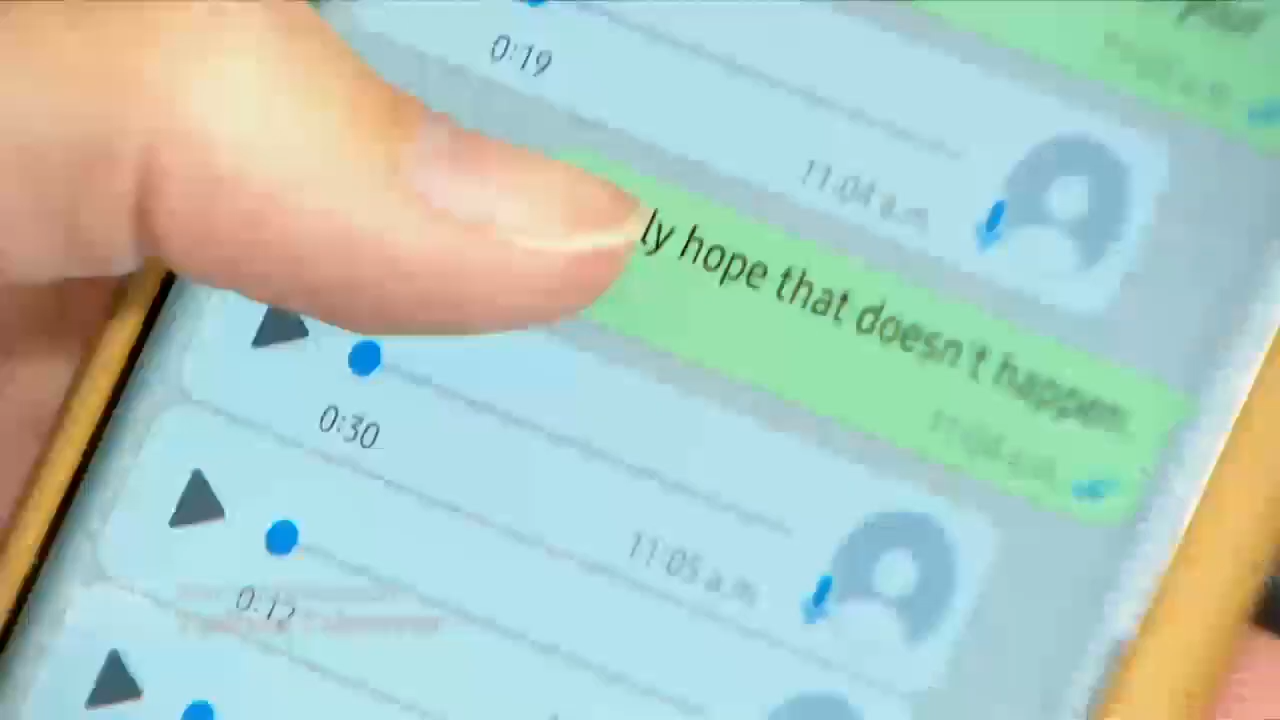 0:19
11:04 a.m.
ly hope that doesn't happen.
0:30
11:05 a.m.
0:12